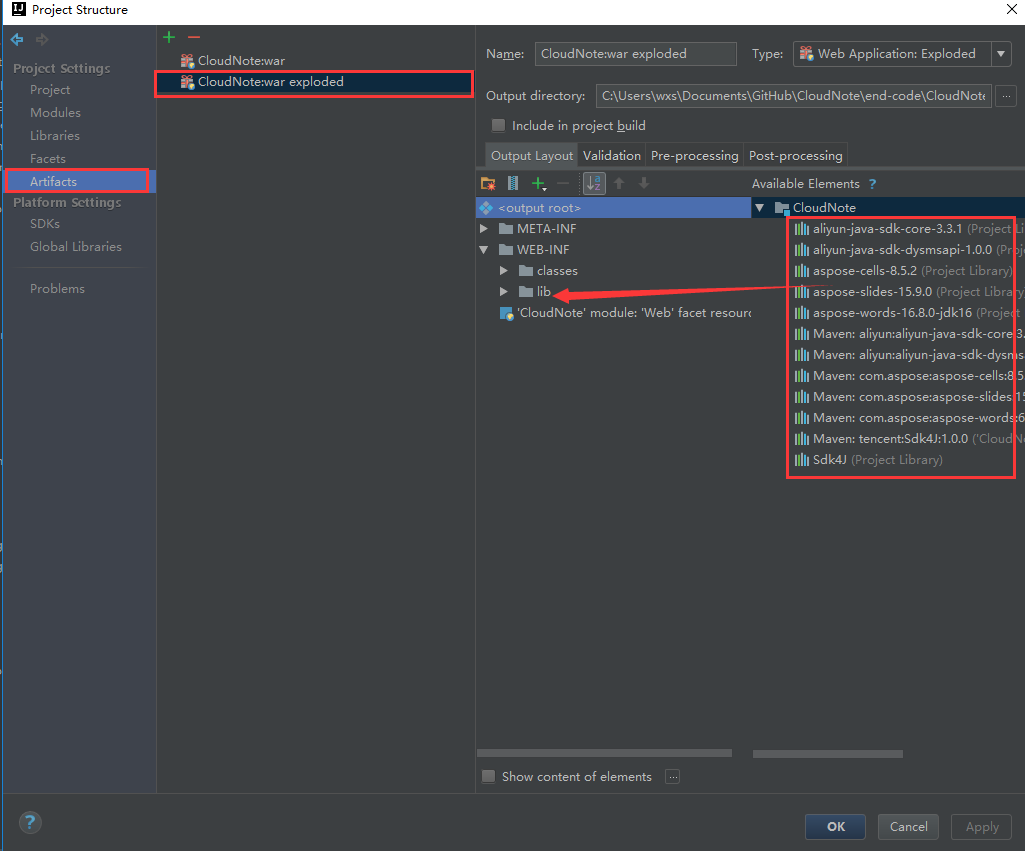 Project Structure
Project Settings
Project
Modules
Libraries
Facets
Artifacts
Platform Settings
SDKs
Global Libraries
Problems
CloudNote:war
CloudNote:war exploded
Name: CloudNote:war exploded Type: Web Application: Exploded
Output directory: C:\Users\wxs\Documents\GitHub\CloudNote\end-code\CloudNote ...
Include in project build
Output Layout Validation Pre-processing Post-processing
Available Elements ?
<output root>
META-INF
WEB-INF
classes
lib
'CloudNote' module: 'Web' facet resourc
CloudNote
aliyun-java-sdk-core-3.3.1 (Project Li
aliyun-java-sdk-dysmsapi-1.0.0 (Proj
aspose-cells-8.5.2 (Project Library)
aspose-slides-15.9.0 (Project Library
aspose-words-16.8.0-jdk16 (Project
Maven: aliyun:aliyun-java-sdk-core:3.
Maven: aliyun:aliyun-java-sdk-dysms
Maven: com.aspose:aspose-cells:8.5
Maven: com.aspose:aspose-slides:15
Maven: com.aspose:aspose-words:6
Maven: tencent:Sdk4J:1.0.0 ('CloudN
Sdk4J (Project Library)
Show content of elements ...
?
OK Cancel Apply